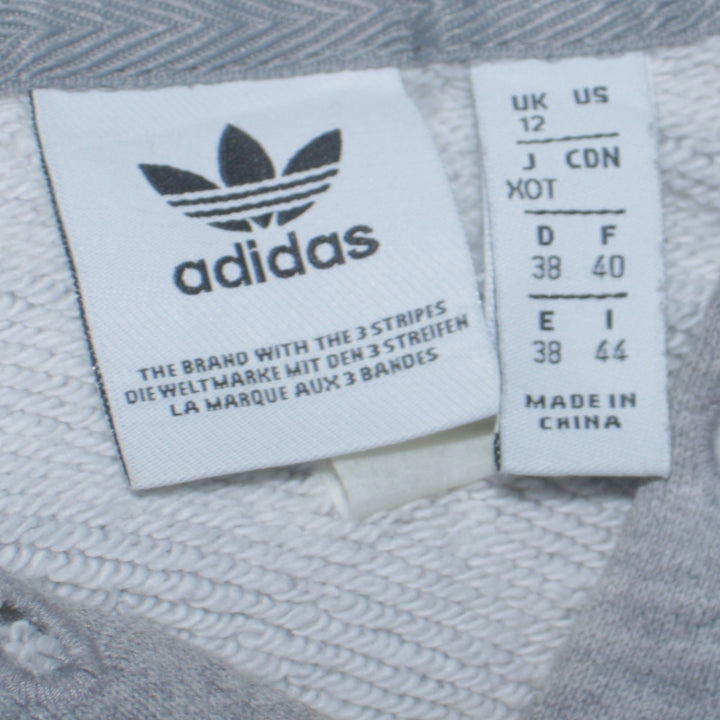 adidas
THE BRAND WITH THE 3 STRIPES
DIE WELTMARKE MIT DEN 3 STREIFEN
LA MARQUE AUX 3 BANDES
UK US
12
J CDN
XOT
D F
38 40
E I
38 44
MADE IN
CHINA